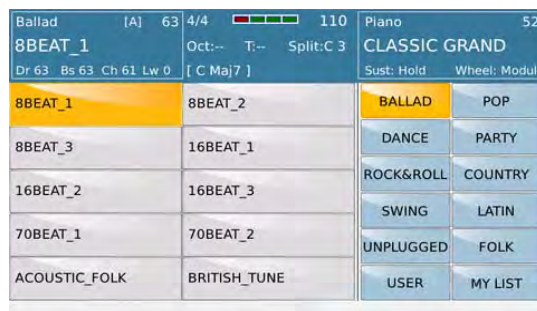 Ballad [A] 63
8BEAT_1
Dr 63 Bs 63 Ch 61 Lw 0
4/4 110
Oct:-- T:-- Split:C 3
[ C Maj7 ]
Piano 52
CLASSIC GRAND
Sust: Hold Wheel: Modul
8BEAT_1 8BEAT_2
8BEAT_3 16BEAT_1
16BEAT_2 16BEAT_3
70BEAT_1 70BEAT_2
ACOUSTIC_FOLK BRITISH_TUNE
BALLAD POP
DANCE PARTY
ROCK&ROLL COUNTRY
SWING LATIN
UNPLUGGED FOLK
USER MY LIST